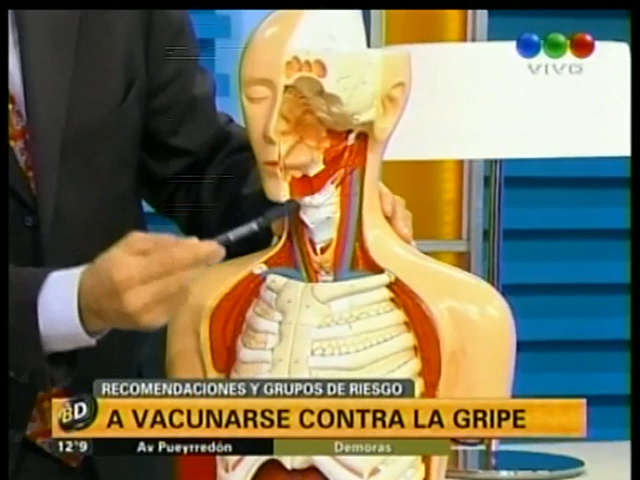 VIVO
RECOMENDACIONES Y GRUPOS DE RIESGO
BD A VACUNARSE CONTRA LA GRIPE
12°9 Av Pueyrredón Demoras